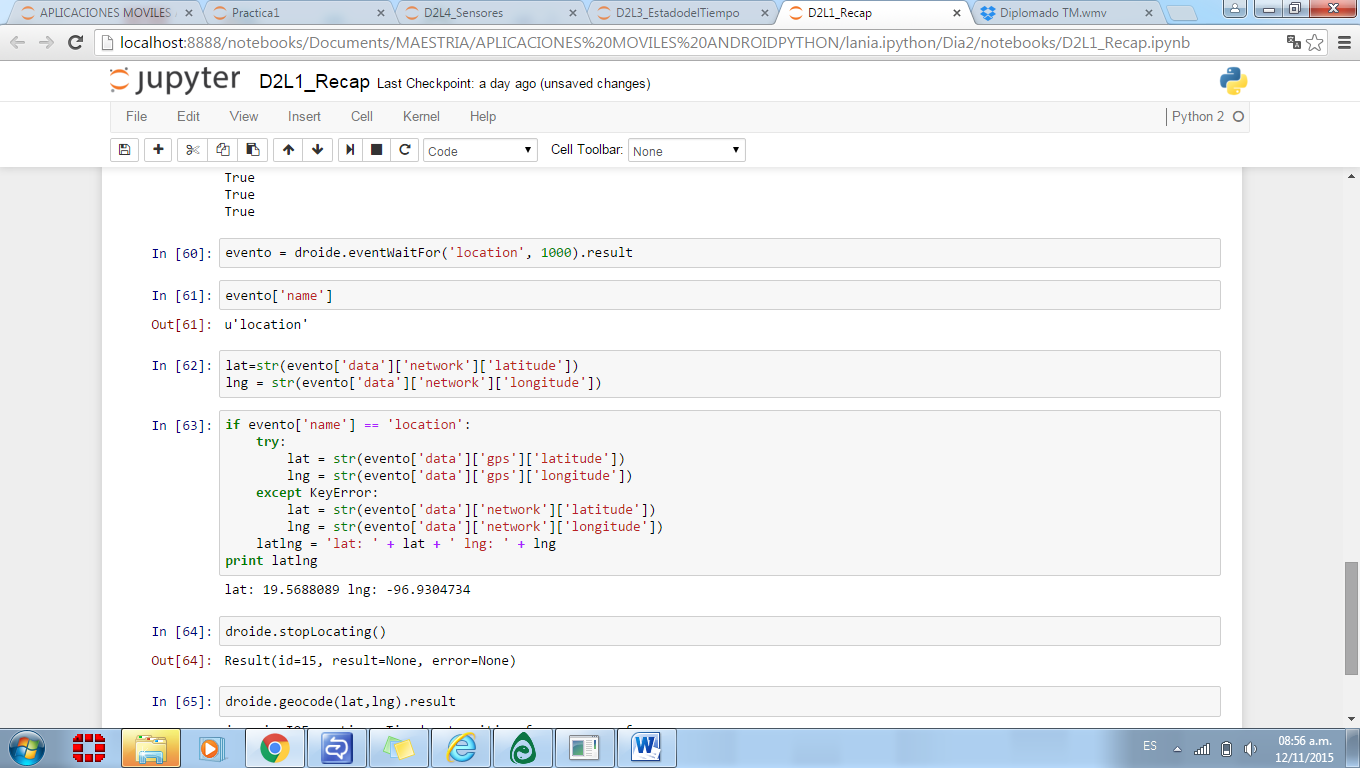 APLICACIONES MOVILES A
Practica1
D2L4_Sensores
D2L3_EstadodelTiempo
D2L1_Recap
Diplomado TM.wmv
localhost:8888/notebooks/Documents/MAESTRIA/APLICACIONES%20MOVILES%20ANDROIDPYTHON/lania.ipython/Dia2/notebooks/D2L1_Recap.ipynb
jupyter D2L1_Recap Last Checkpoint: a day ago (unsaved changes)
File Edit View Insert Cell Kernel Help Python 2
Code Cell Toolbar: None
True
True
True
In [60]: evento = droide.eventWaitFor('location', 1000).result
In [61]: evento['name']
Out[61]: u'location'
In [62]: lat=str(evento['data']['network']['latitude'])
lng = str(evento['data']['network']['longitude'])
In [63]: if evento['name'] == 'location':
    try:
        lat = str(evento['data']['gps']['latitude'])
        lng = str(evento['data']['gps']['longitude'])
    except KeyError:
        lat = str(evento['data']['network']['latitude'])
        lng = str(evento['data']['network']['longitude'])
    latlng = 'lat: ' + lat + ' lng: ' + lng
print latlng
lat: 19.5688089 lng: -96.9304734
In [64]: droide.stopLocating()
Out[64]: Result(id=15, result=None, error=None)
In [65]: droide.geocode(lat,lng).result
ES
08:56 a.m.
12/11/2015